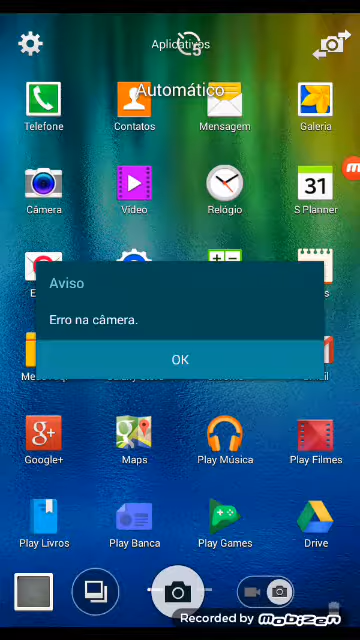 Aplicativos
5
Automático
Telefone
Contatos
Mensagem
Galeria
31
Câmera
Vídeo
Relógio
S Planner
Aviso
Erro na câmera.
OK
g+
Google+
Maps
Play Música
Play Filmes
Play Livros
Play Banca
Play Games
Drive
Recorded by mobizen